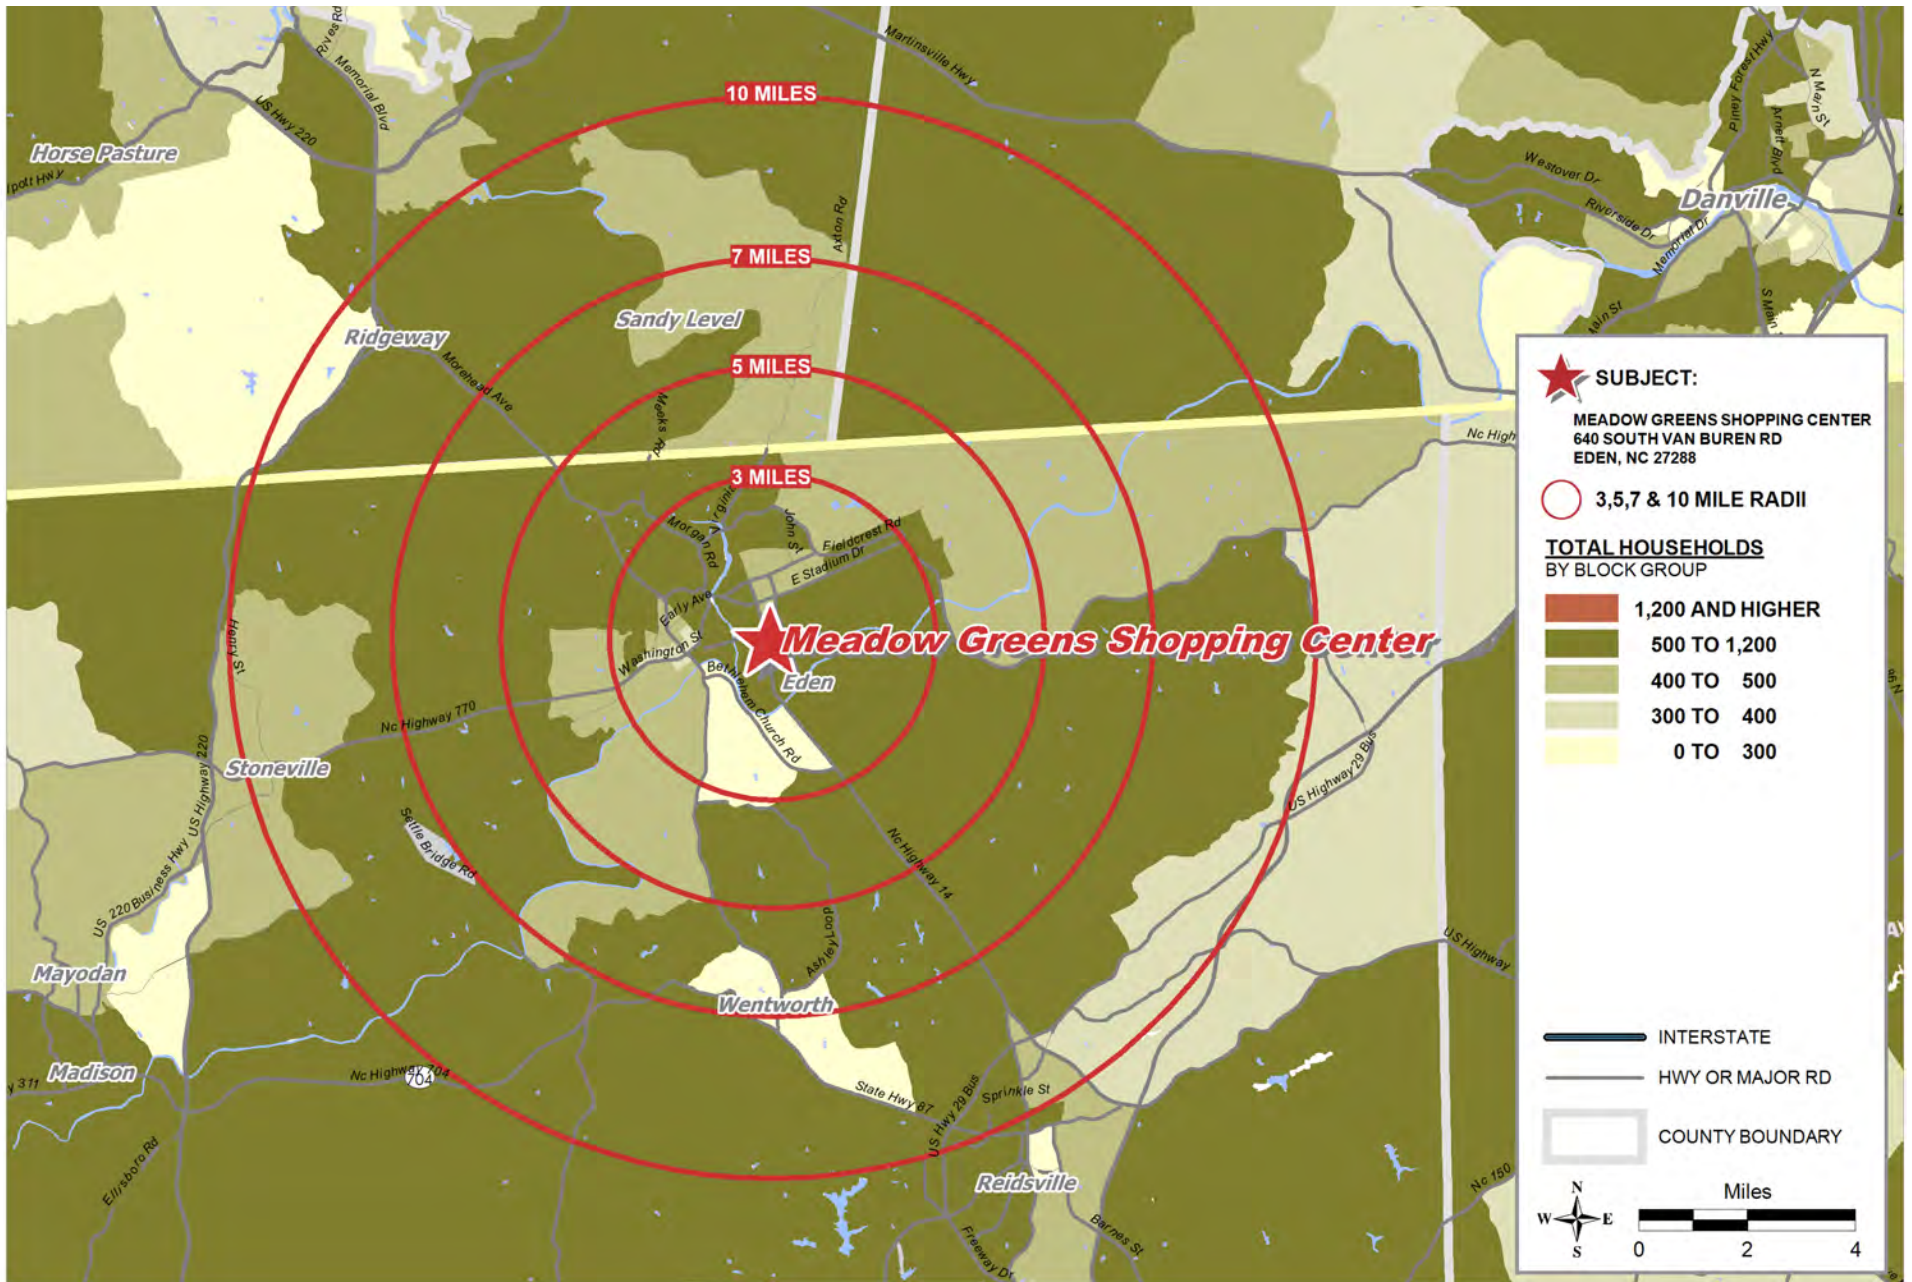 10 MILES
7 MILES
5 MILES
3 MILES
Rives Rd
Memorial Blvd
US Hwy 220
Horse Pasture
Martinsville Hwy
Axton Rd
Piney Forest Hwy
N Main St
Arnett Blvd
Westover Dr
Riverside Dr
Memorial Dr
Danville
S Main
Main St
Ridgeway
Sandy Level
Morehead Ave
Meeks Rd
Virginia
Morgan Rd
John St
Fieldcrest Rd
E Stadium Dr
Early Ave
Washington St
Meadow Greens Shopping Center
Eden
Bethlehem Church Rd
Henry St
Nc Highway 770
Stoneville
US Highway 220
US 220 Business Hwy
Settle Bridge Rd
Nc Highway 14
Ashley Loop
US Highway 29 Bus
US Highway
Mayodan
Wentworth
Madison
Nc Highway 704
704
State Hwy 87
US Hwy 29 Bus
Sprinkle St
Ellisboro Rd
Reidsville
Barnes St
Freeway Dr
Nc 150
Nc High
SUBJECT:
MEADOW GREENS SHOPPING CENTER
640 SOUTH VAN BUREN RD
EDEN, NC 27288
3,5,7 & 10 MILE RADII
TOTAL HOUSEHOLDS
BY BLOCK GROUP
1,200 AND HIGHER
500 TO 1,200
400 TO 500
300 TO 400
0 TO 300
INTERSTATE
HWY OR MAJOR RD
COUNTY BOUNDARY
N
W E
S
Miles
0 2 4